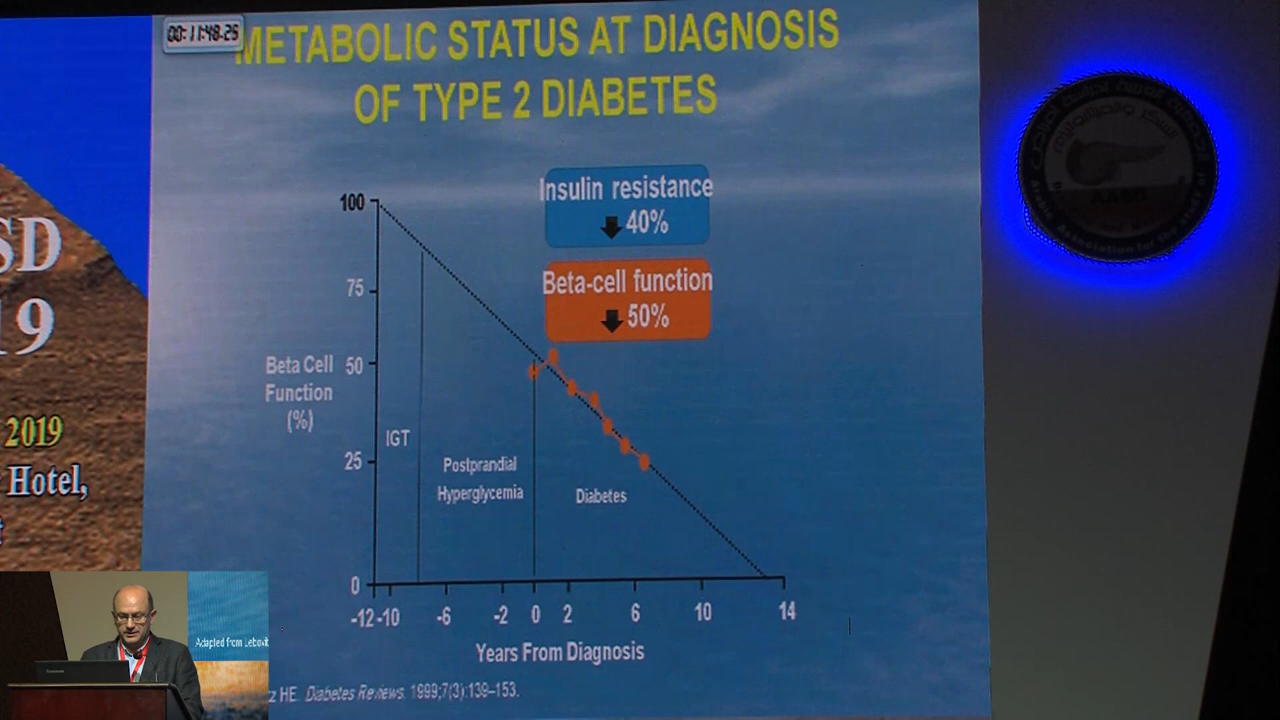 00:11:48.26
METABOLIC STATUS AT DIAGNOSIS
OF TYPE 2 DIABETES
SD
19
2019
Hotel,
Insulin resistance
40%
Beta-cell function
50%
100
75
50
25
0
Beta Cell
Function
(%)
IGT
Postprandial
Hyperglycemia
Diabetes
-12 -10 -6 -2 0 2 6 10 14
Years From Diagnosis
Adapted from Lebovit
z HE. Diabetes Reviews. 1999;7(3):139–153.